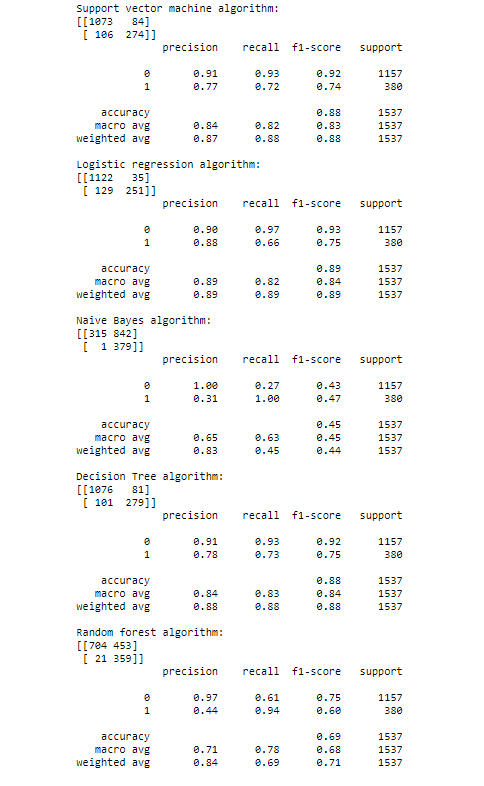 Support vector machine algorithm:
[[1073   84]
 [ 106  274]]
              precision    recall  f1-score   support

           0       0.91      0.93      0.92      1157
           1       0.77      0.72      0.74       380

    accuracy                           0.88      1537
   macro avg       0.84      0.82      0.83      1537
weighted avg       0.87      0.88      0.88      1537

Logistic regression algorithm:
[[1122   35]
 [ 129  251]]
              precision    recall  f1-score   support

           0       0.90      0.97      0.93      1157
           1       0.88      0.66      0.75       380

    accuracy                           0.89      1537
   macro avg       0.89      0.82      0.84      1537
weighted avg       0.89      0.89      0.89      1537

Naive Bayes algorithm:
[[315 842]
 [  1 379]]
              precision    recall  f1-score   support

           0       1.00      0.27      0.43      1157
           1       0.31      1.00      0.47       380

    accuracy                           0.45      1537
   macro avg       0.65      0.63      0.45      1537
weighted avg       0.83      0.45      0.44      1537

Decision Tree algorithm:
[[1076   81]
 [ 101  279]]
              precision    recall  f1-score   support

           0       0.91      0.93      0.92      1157
           1       0.78      0.73      0.75       380

    accuracy                           0.88      1537
   macro avg       0.84      0.83      0.84      1537
weighted avg       0.88      0.88      0.88      1537

Random forest algorithm:
[[704 453]
 [ 21 359]]
              precision    recall  f1-score   support

           0       0.97      0.61      0.75      1157
           1       0.44      0.94      0.60       380

    accuracy                           0.69      1537
   macro avg       0.71      0.78      0.68      1537
weighted avg       0.84      0.69      0.71      1537